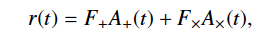 r(t) = F₊A₊(t) + F×A×(t),